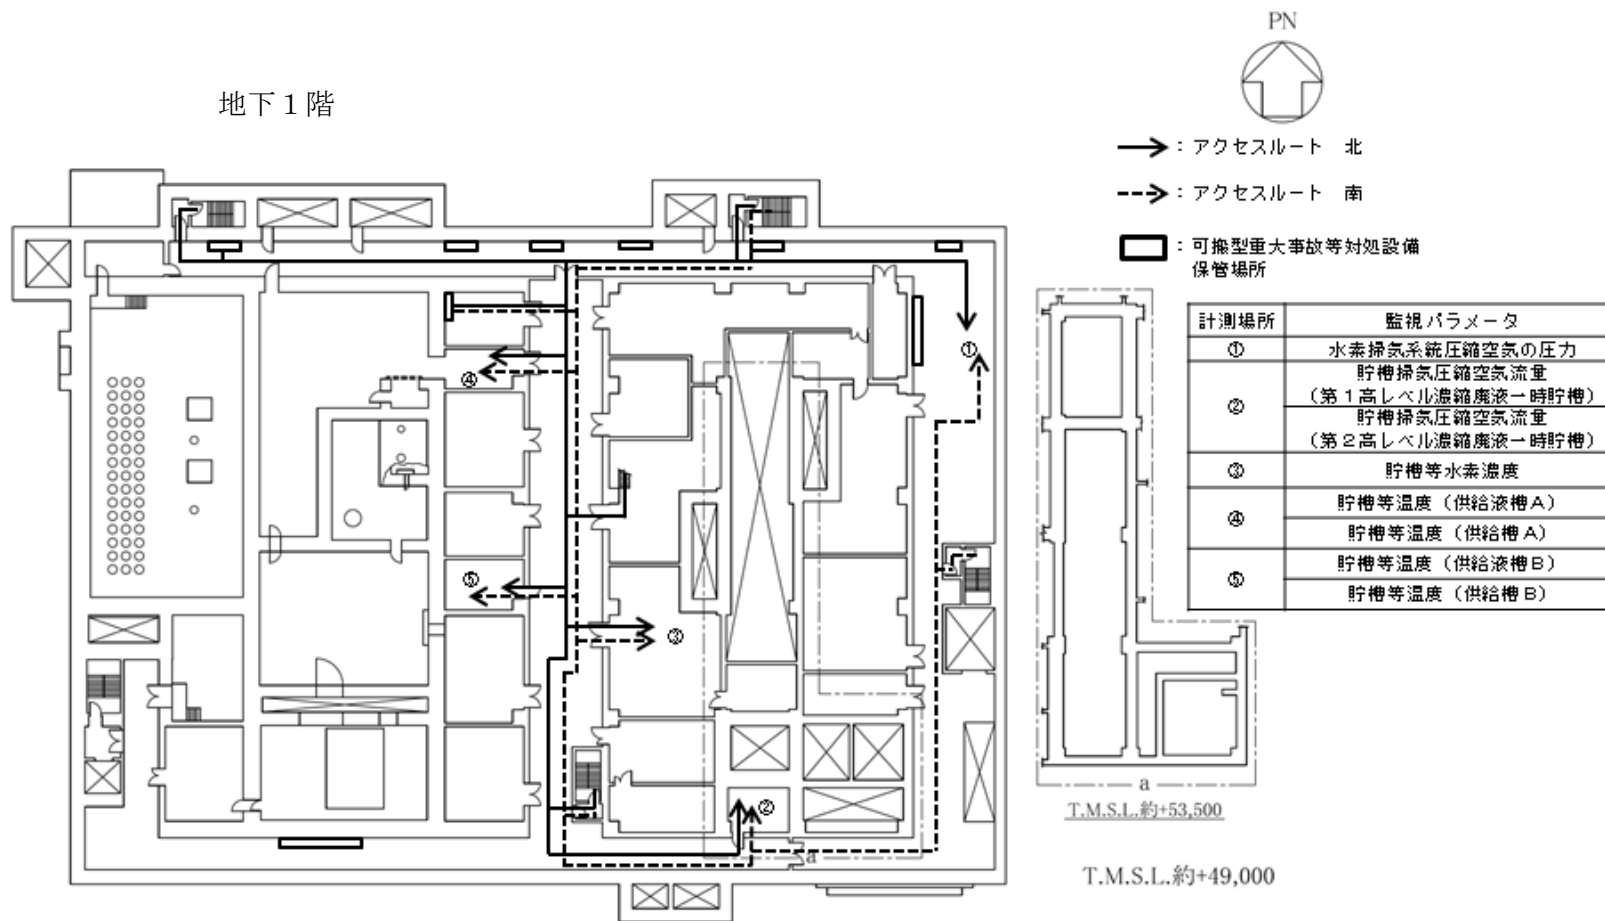 PN
地下１階
：アクセスルート　北
：アクセスルート　南
：可搬型重大事故等対処設備
保管場所
計測場所　監視パラメータ
①　水素掃気系統圧縮空気の圧力
②　貯槽掃気圧縮空気流量
（第１高レベル濃縮廃液一時貯槽）
貯槽掃気圧縮空気流量
（第２高レベル濃縮廃液一時貯槽）
③　貯槽等水素濃度
④　貯槽等温度（供給液槽Ａ）
貯槽等温度（供給槽Ａ）
⑤　貯槽等温度（供給液槽Ｂ）
貯槽等温度（供給槽Ｂ）
①
④
⑤
③
②
a
a
T.M.S.L.約+53,500
T.M.S.L.約+49,000